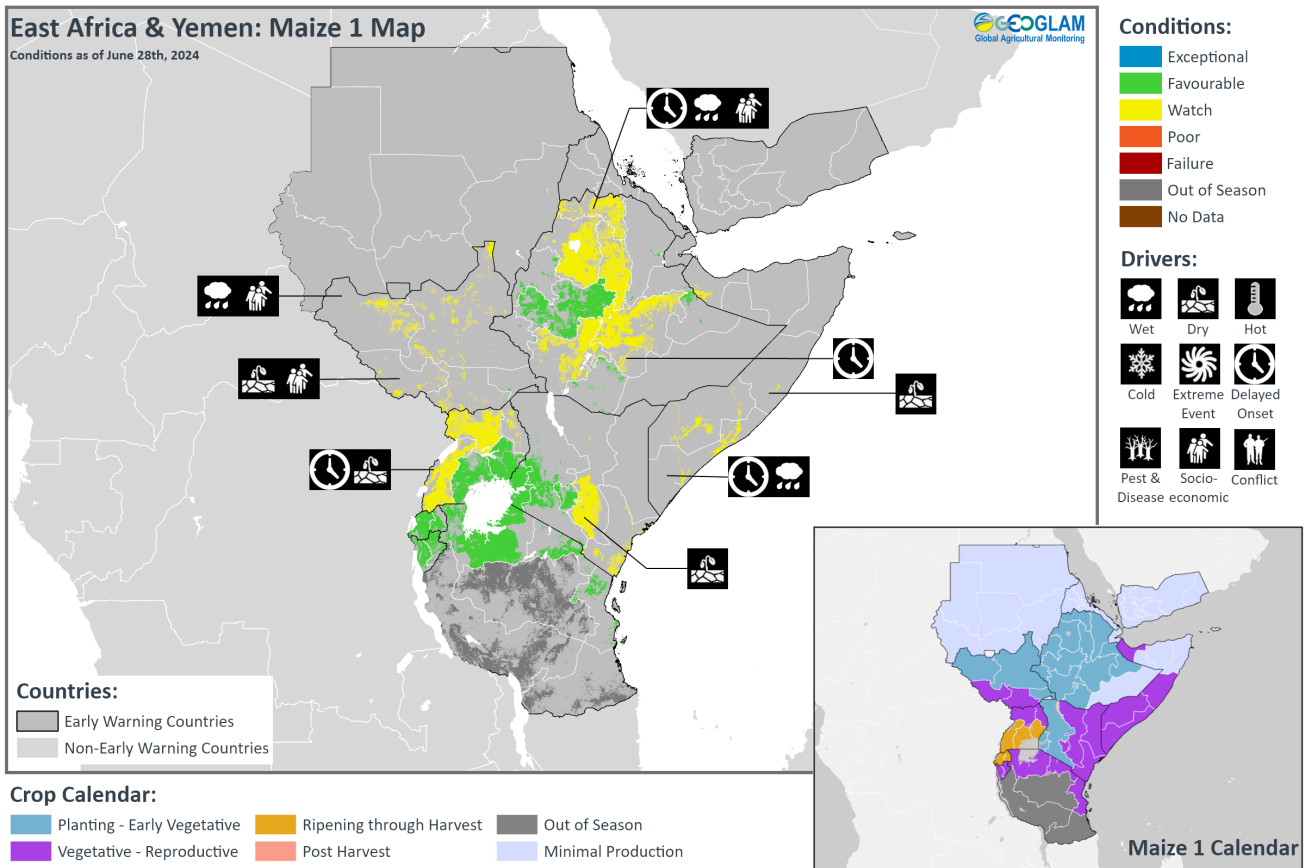 East Africa & Yemen: Maize 1 Map
Conditions as of June 28th, 2024
GEOGLAM
Global Agricultural Monitoring
Conditions:
Exceptional
Favourable
Watch
Poor
Failure
Out of Season
No Data
Drivers:
Wet
Dry
Hot
Cold
Extreme
Event
Delayed
Onset
Pest &
Disease
Socio-
economic
Conflict
Countries:
Early Warning Countries
Non-Early Warning Countries
Crop Calendar:
Planting - Early Vegetative
Ripening through Harvest
Out of Season
Vegetative - Reproductive
Post Harvest
Minimal Production
Maize 1 Calendar